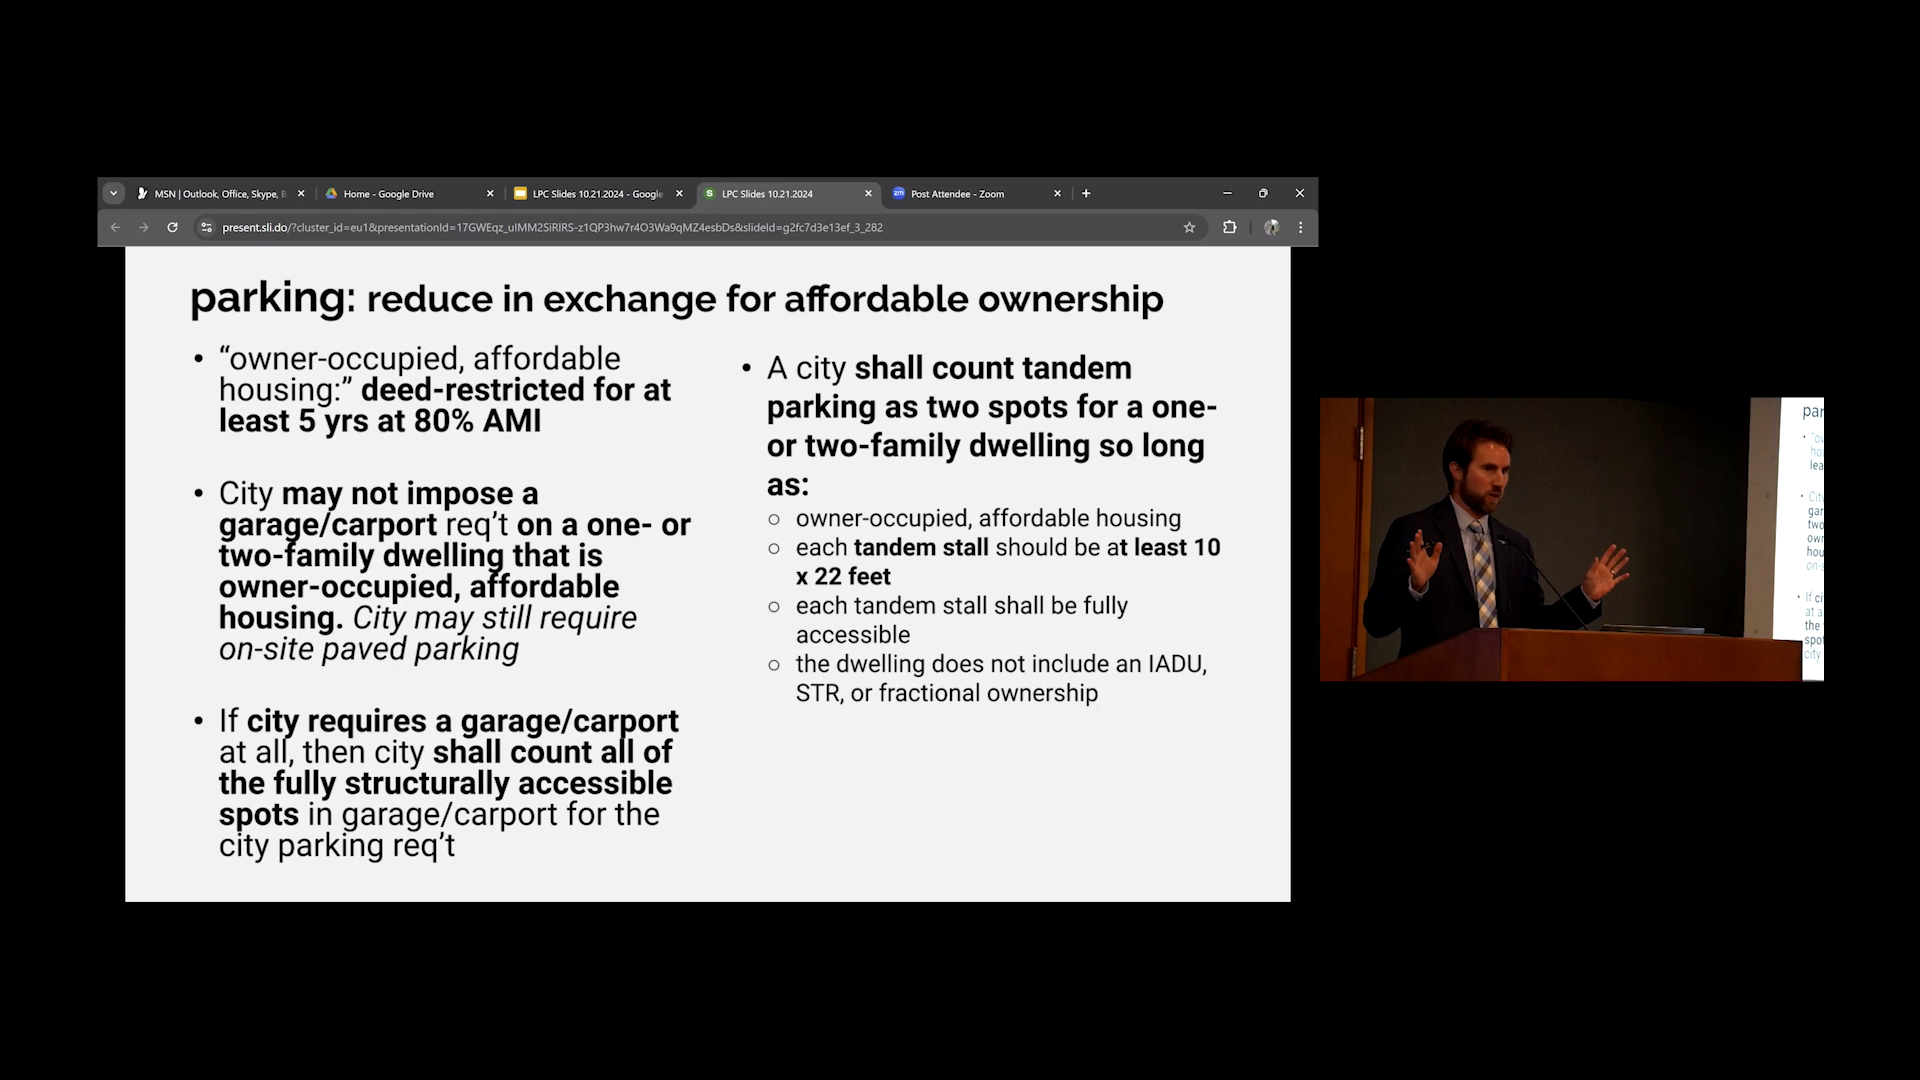 MSN | Outlook, Office, Skype,
Home - Google Drive
LPC Slides 10.21.2024 - Google
LPC Slides 10.21.2024
zm
Post Attendee - Zoom
present.sli.do/?cluster_id=eu1&presentationId=17GWEqz_uIMM2SiRIRS-z1QP3hw7r4O3Wa9qMZ4esbDs&slideId=g2fc7d3e13ef_3_282
parking: reduce in exchange for affordable ownership
• “owner-occupied, affordable
housing:” deed-restricted for at
least 5 yrs at 80% AMI
• City may not impose a
garage/carport req’t on a one- or
two-family dwelling that is
owner-occupied, affordable
housing. City may still require
on-site paved parking
• If city requires a garage/carport
at all, then city shall count all of
the fully structurally accessible
spots in garage/carport for the
city parking req’t
• A city shall count tandem
parking as two spots for a one-
or two-family dwelling so long
as:
○ owner-occupied, affordable housing
○ each tandem stall should be at least 10
x 22 feet
○ each tandem stall shall be fully
accessible
○ the dwelling does not include an IADU,
STR, or fractional ownership